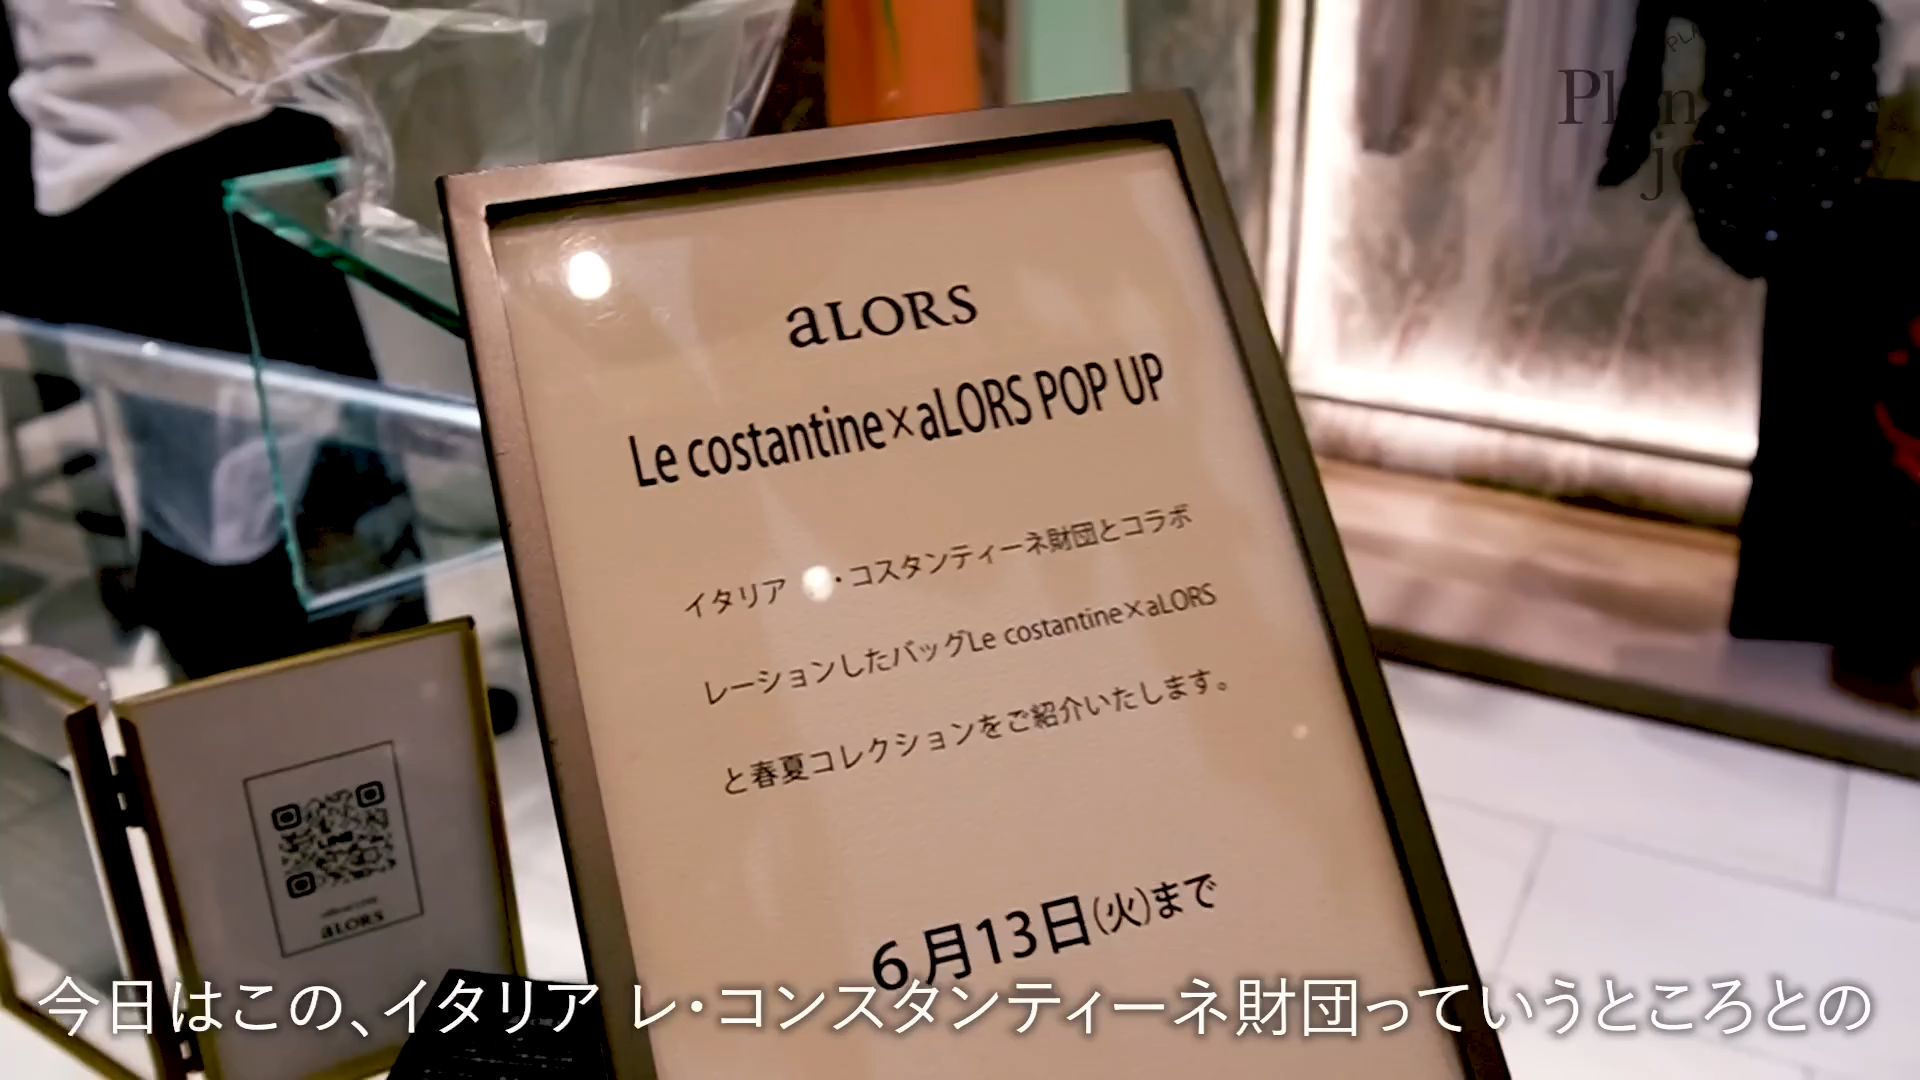 aLORS
Le costantine×aLORS POP UP
イタリア ・コスタンティーネ財団とコラボ
レーションしたバッグLe costantine×aLORS
と春夏コレクションをご紹介いたします。
6月13日(火)まで
aLORS
今日はこの、イタリア レ・コンスタンティーネ財団っていうところとの